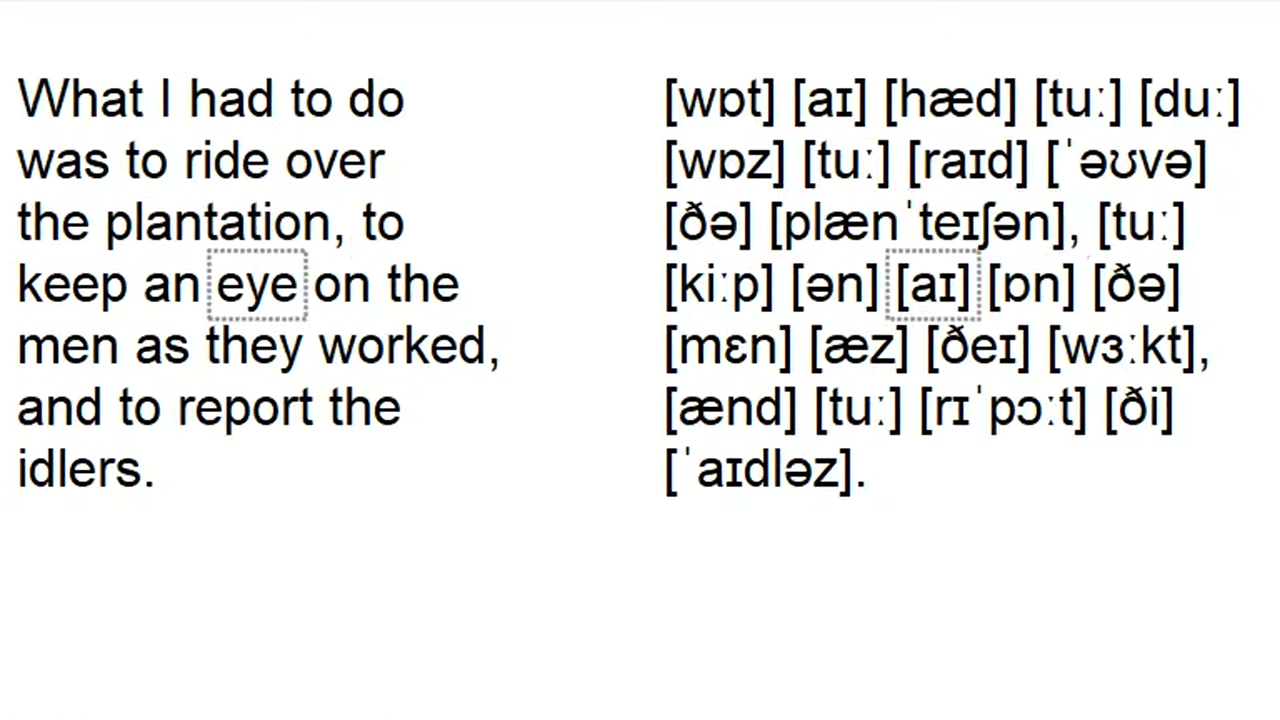 What I had to do
was to ride over
the plantation, to
keep an eye on the
men as they worked,
and to report the
idlers.
[wɒt] [aɪ] [hæd] [tuː] [duː]
[wɒz] [tuː] [raɪd] [ˈəʊvə]
[ðə] [plænˈteɪʃən], [tuː]
[kiːp] [ən] [aɪ] [ɒn] [ðə]
[mɛn] [æz] [ðeɪ] [wɜːkt],
[ænd] [tuː] [rɪˈpɔːt] [ði]
[ˈaɪdləz].